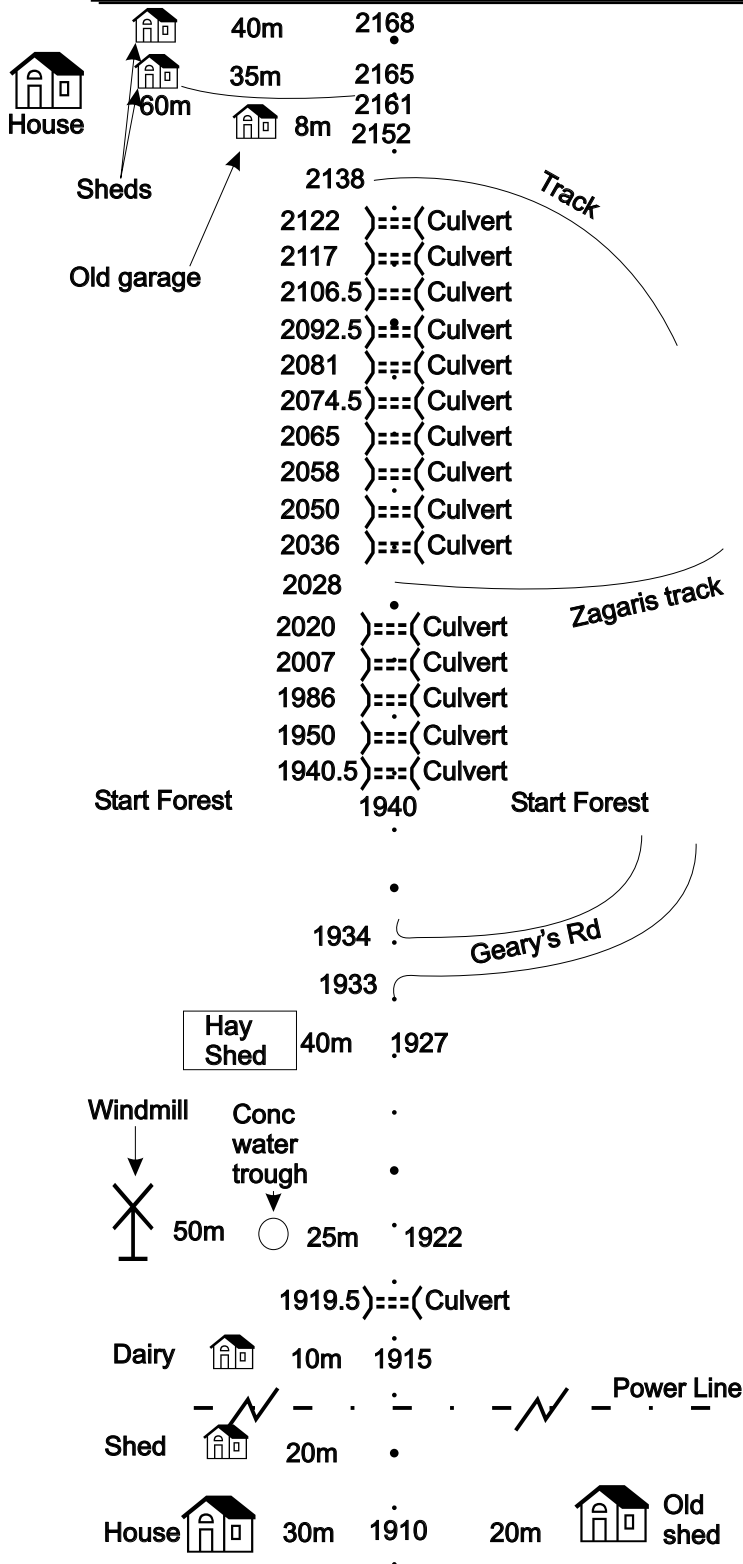 40m 2168
35m 2165
House 60m 2161
8m 2152
Sheds 2138 Track
2122 Culvert
Old garage 2117 Culvert
2106.5 Culvert
2092.5 Culvert
2081 Culvert
2074.5 Culvert
2065 Culvert
2058 Culvert
2050 Culvert
2036 Culvert
2028 Zagaris track
2020 Culvert
2007 Culvert
1986 Culvert
1950 Culvert
1940.5 Culvert
Start Forest 1940 Start Forest
1934 Geary's Rd
1933
Hay
Shed 40m 1927
Windmill Conc
water
trough
50m 25m 1922
1919.5 Culvert
Dairy 10m 1915
Power Line
Shed 20m
House 30m 1910 20m Old
shed